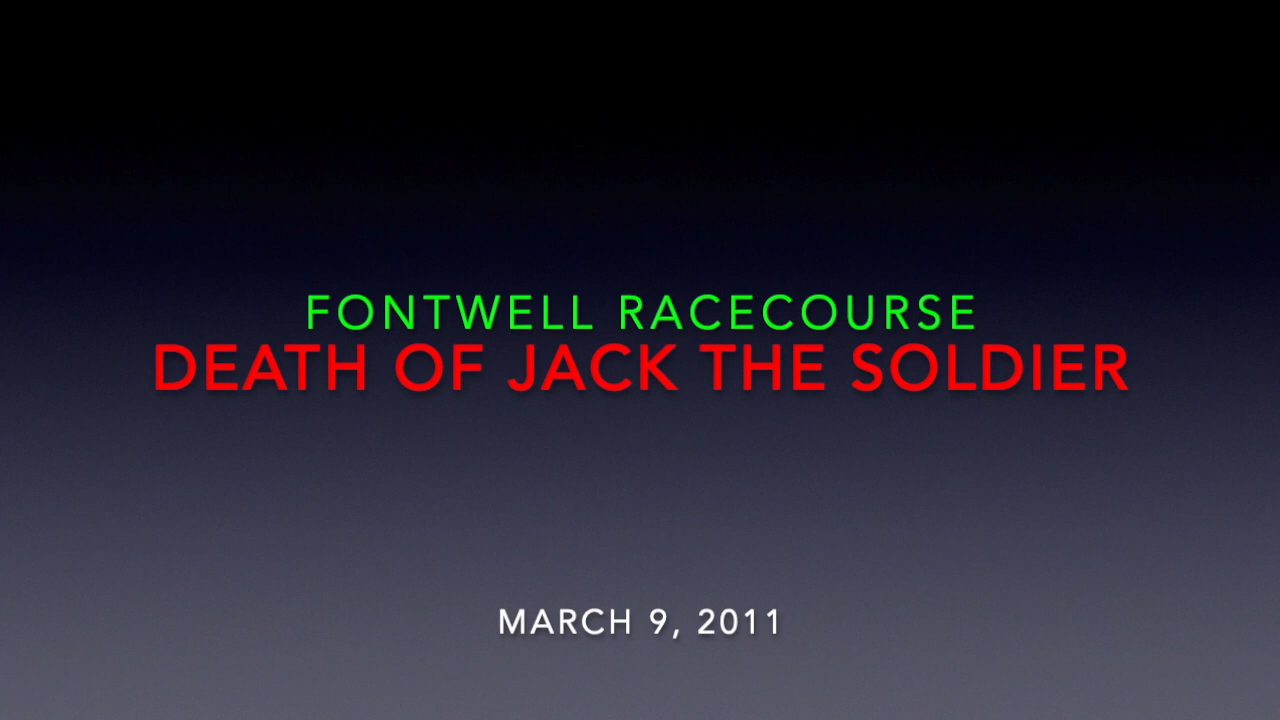 FONTWELL RACECOURSE
DEATH OF JACK THE SOLDIER
MARCH 9, 2011